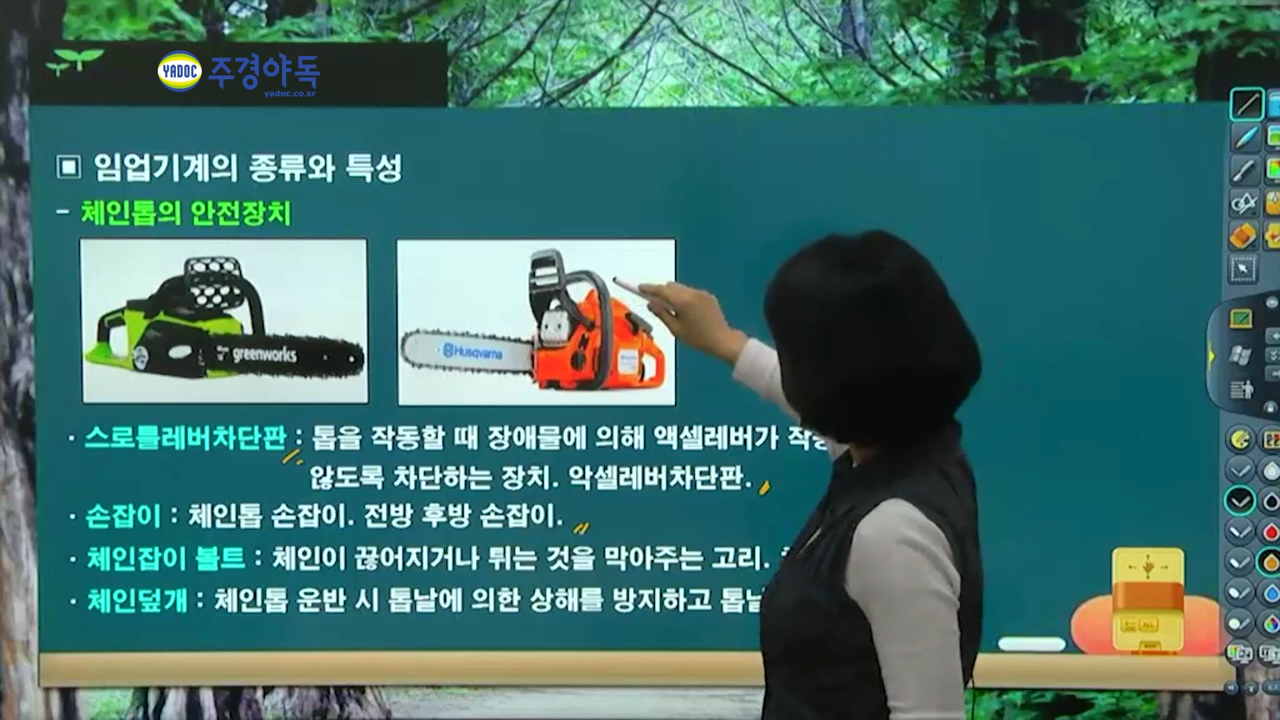 YADOC 주경야독
yadoc.co.kr
▣ 임업기계의 종류와 특성
- 체인톱의 안전장치
greenworks
Husqvarna
· 스로틀레버차단판 : 톱을 작동할 때 장애물에 의해 액셀레버가
않도록 차단하는 장치. 악셀레버차단판.
· 손잡이 : 체인톱 손잡이. 전방 후방 손잡이.
· 체인잡이 볼트 : 체인이 끊어지거나 튀는 것을 막아주는 고리.
· 체인덮개 : 체인톱 운반 시 톱날에 의한 상해를 방지하고